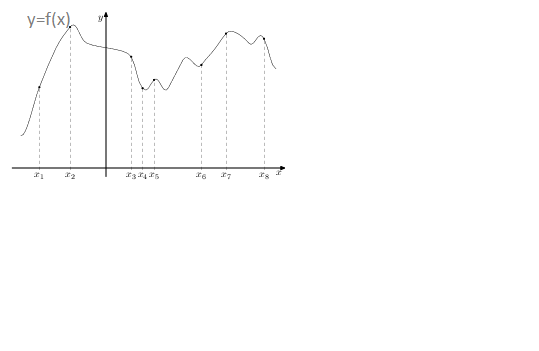 y=f(x)
y
x₁ x₂ x₃ x₄ x₅ x₆ x₇ x₈ x